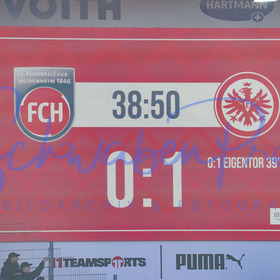 VOITH
HARTMANN
1. FUSSBALLCLUB
HEIDENHEIM 1846
FCH
38:50
0:1
0:1 EIGENTOR 39'
11TEAMSPORTS
PUMA